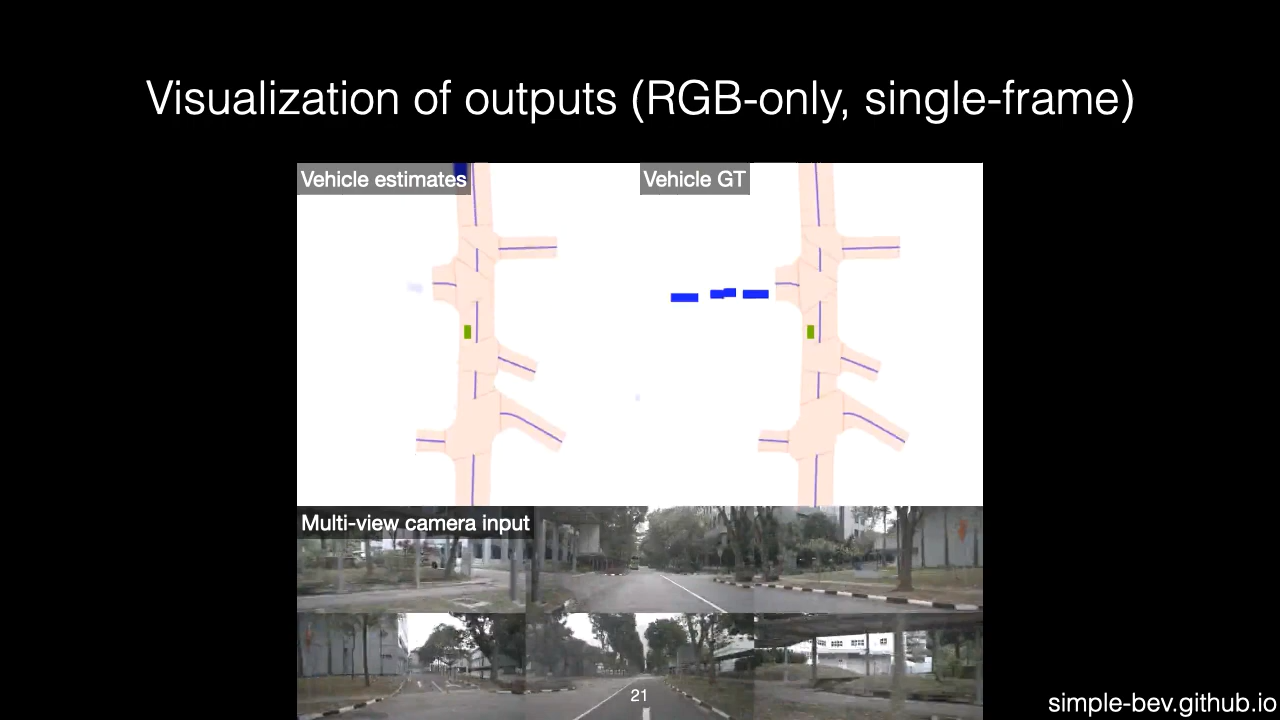 Visualization of outputs (RGB-only, single-frame)
Vehicle estimates
Vehicle GT
Multi-view camera input
21
simple-bev.github.io